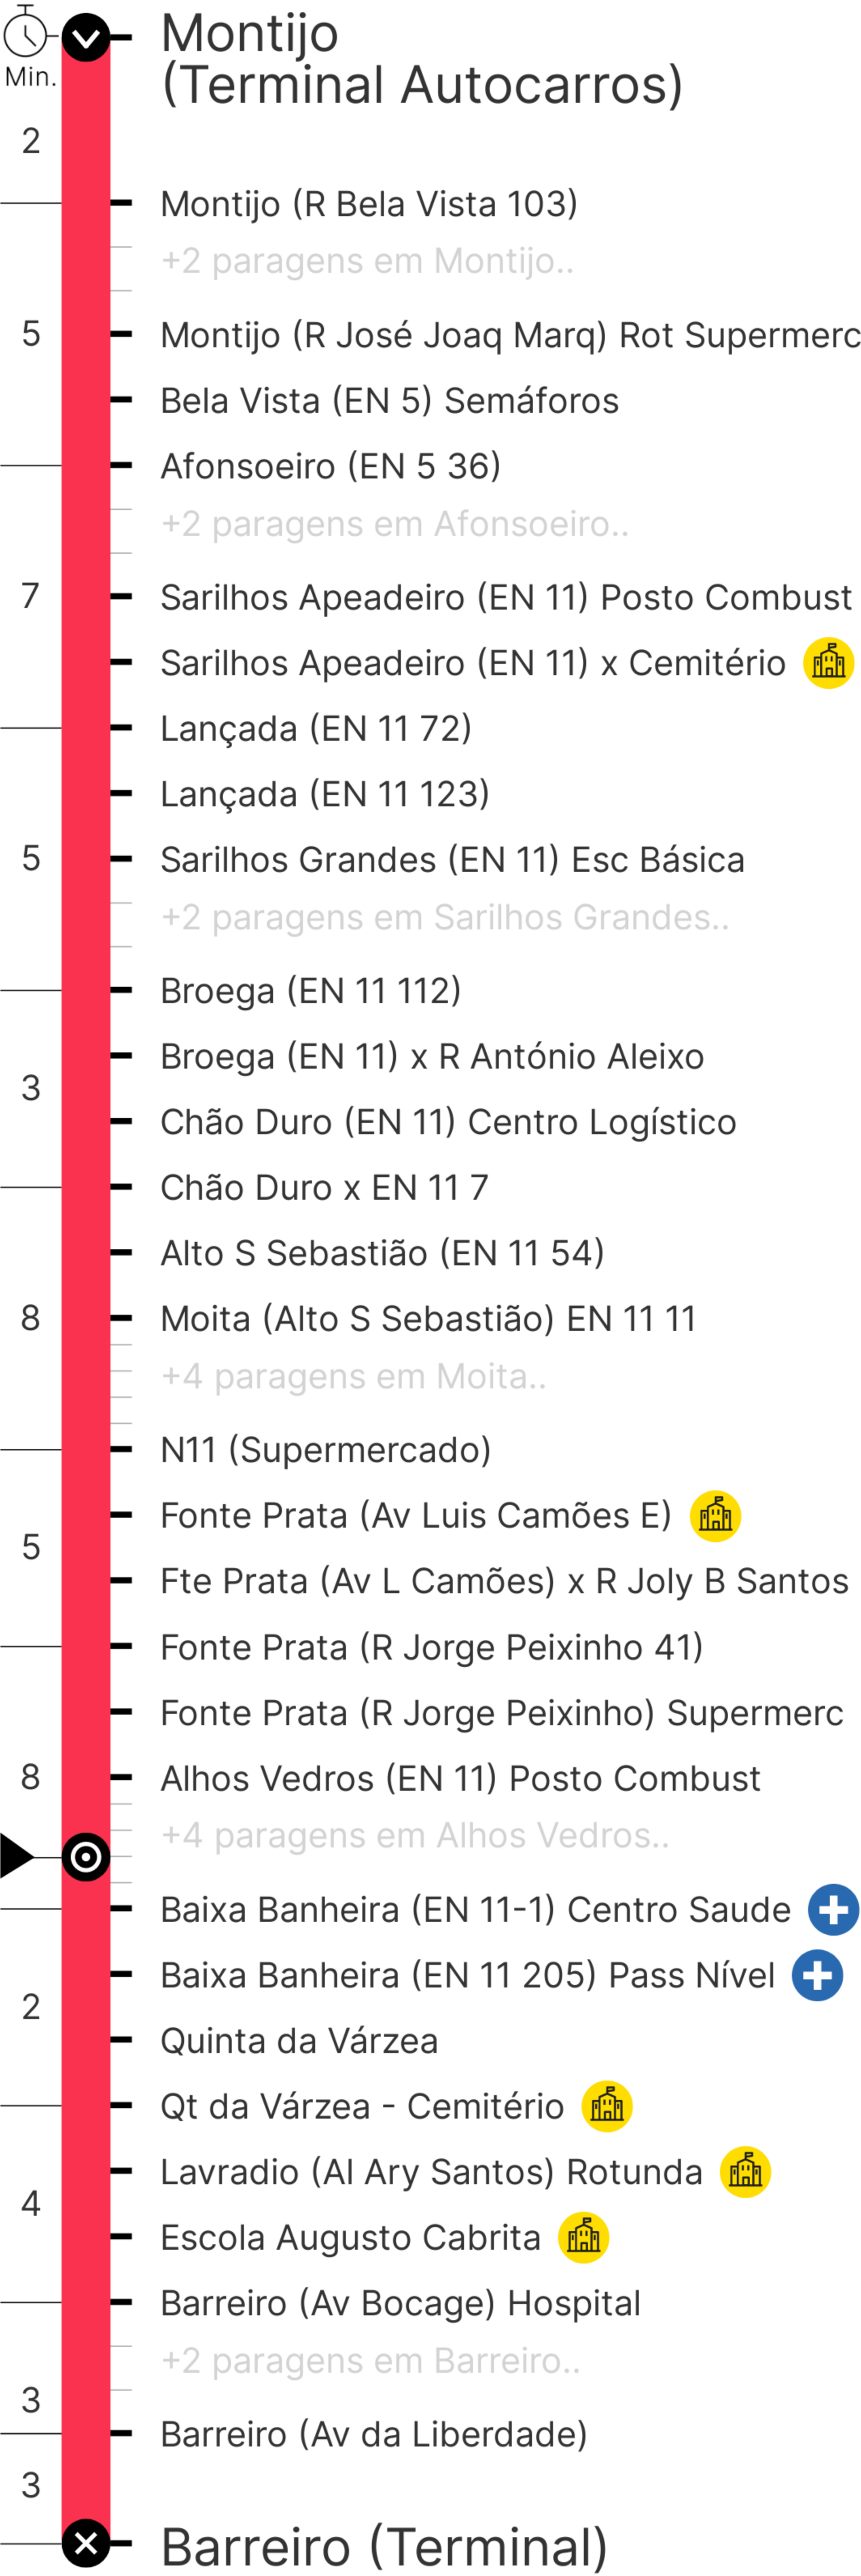 Montijo
(Terminal Autocarros)
Min.
2
Montijo (R Bela Vista 103)
+2 paragens em Montijo..
5
Montijo (R José Joaq Marq) Rot Supermerc
Bela Vista (EN 5) Semáforos
Afonsoeiro (EN 5 36)
+2 paragens em Afonsoeiro..
7
Sarilhos Apeadeiro (EN 11) Posto Combust
Sarilhos Apeadeiro (EN 11) x Cemitério
Lançada (EN 11 72)
Lançada (EN 11 123)
5
Sarilhos Grandes (EN 11) Esc Básica
+2 paragens em Sarilhos Grandes..
Broega (EN 11 112)
Broega (EN 11) x R António Aleixo
3
Chão Duro (EN 11) Centro Logístico
Chão Duro x EN 11 7
Alto S Sebastião (EN 11 54)
8
Moita (Alto S Sebastião) EN 11 11
+4 paragens em Moita..
N11 (Supermercado)
Fonte Prata (Av Luis Camões E)
5
Fte Prata (Av L Camões) x R Joly B Santos
Fonte Prata (R Jorge Peixinho 41)
Fonte Prata (R Jorge Peixinho) Supermerc
8
Alhos Vedros (EN 11) Posto Combust
+4 paragens em Alhos Vedros..
Baixa Banheira (EN 11-1) Centro Saude
Baixa Banheira (EN 11 205) Pass Nível
2
Quinta da Várzea
Qt da Várzea - Cemitério
Lavradio (Al Ary Santos) Rotunda
4
Escola Augusto Cabrita
Barreiro (Av Bocage) Hospital
+2 paragens em Barreiro..
3
Barreiro (Av da Liberdade)
3
Barreiro (Terminal)